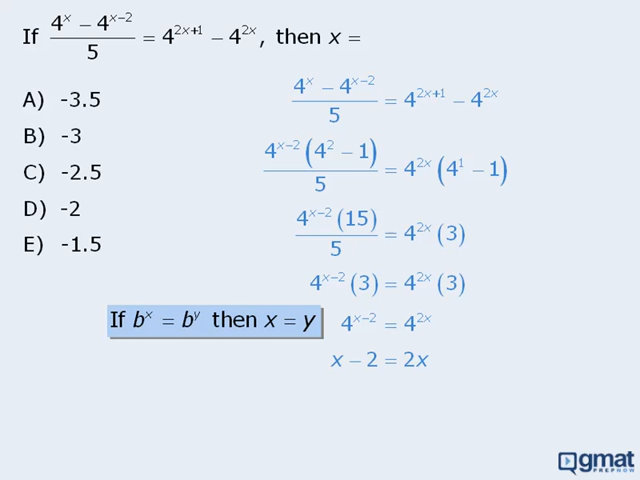 If (4^x − 4^(x−2))/5 = 4^(2x+1) − 4^(2x), then x =
A) -3.5
B) -3
C) -2.5
D) -2
E) -1.5
(4^x − 4^(x−2))/5 = 4^(2x+1) − 4^(2x)
4^(x−2)(4^2 − 1)/5 = 4^(2x)(4^1 − 1)
4^(x−2)(15)/5 = 4^(2x)(3)
4^(x−2)(3) = 4^(2x)(3)
If b^x = b^y then x = y
4^(x−2) = 4^(2x)
x − 2 = 2x
gmat
PREPNOW